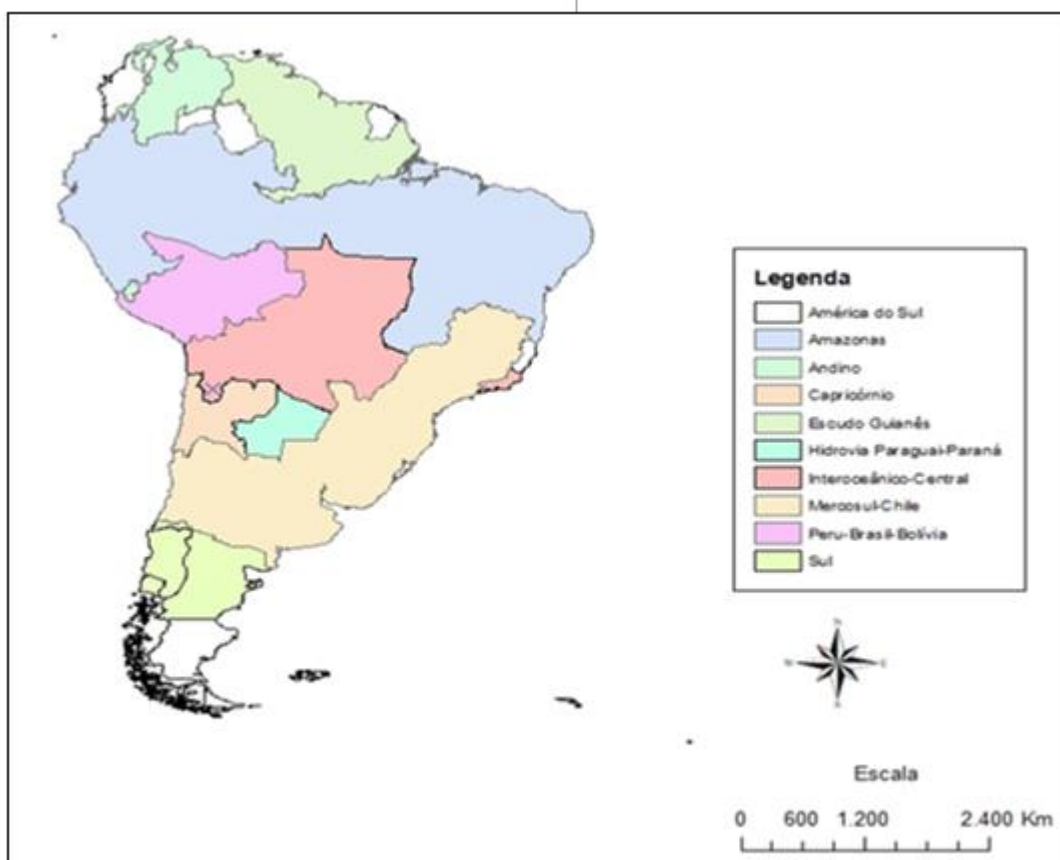 Legenda
América do Sul
Amazonas
Andino
Capricórnio
Escudo Guianês
Hidrovia Paraguai-Paraná
Interoceânico-Central
Mercosul-Chile
Peru-Brasil-Bolívia
Sul
N
W E
S
Escala
0 600 1.200 2.400 Km